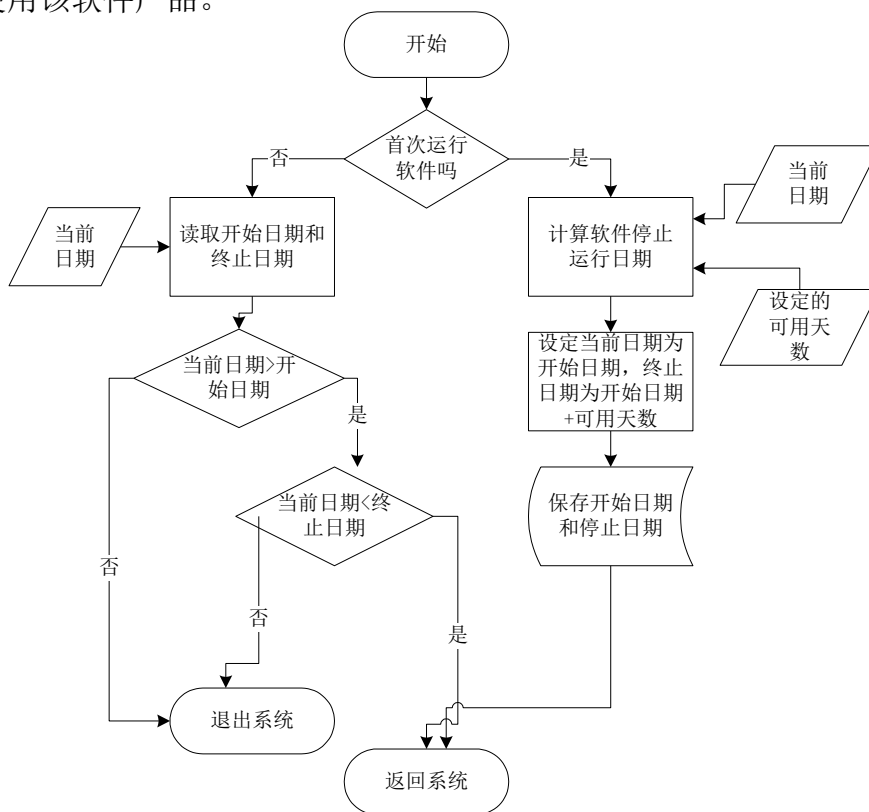 使用该软件产品。
开始
首次运行
软件吗
否
是
当前
日期
当前
日期
读取开始日期和
终止日期
计算软件停止
运行日期
设定的
可用天
数
当前日期>开
始日期
设定当前日期为
开始日期，终止
日期为开始日期
+可用天数
是
当前日期<终
止日期
保存开始日期
和停止日期
否
否
是
退出系统
返回系统